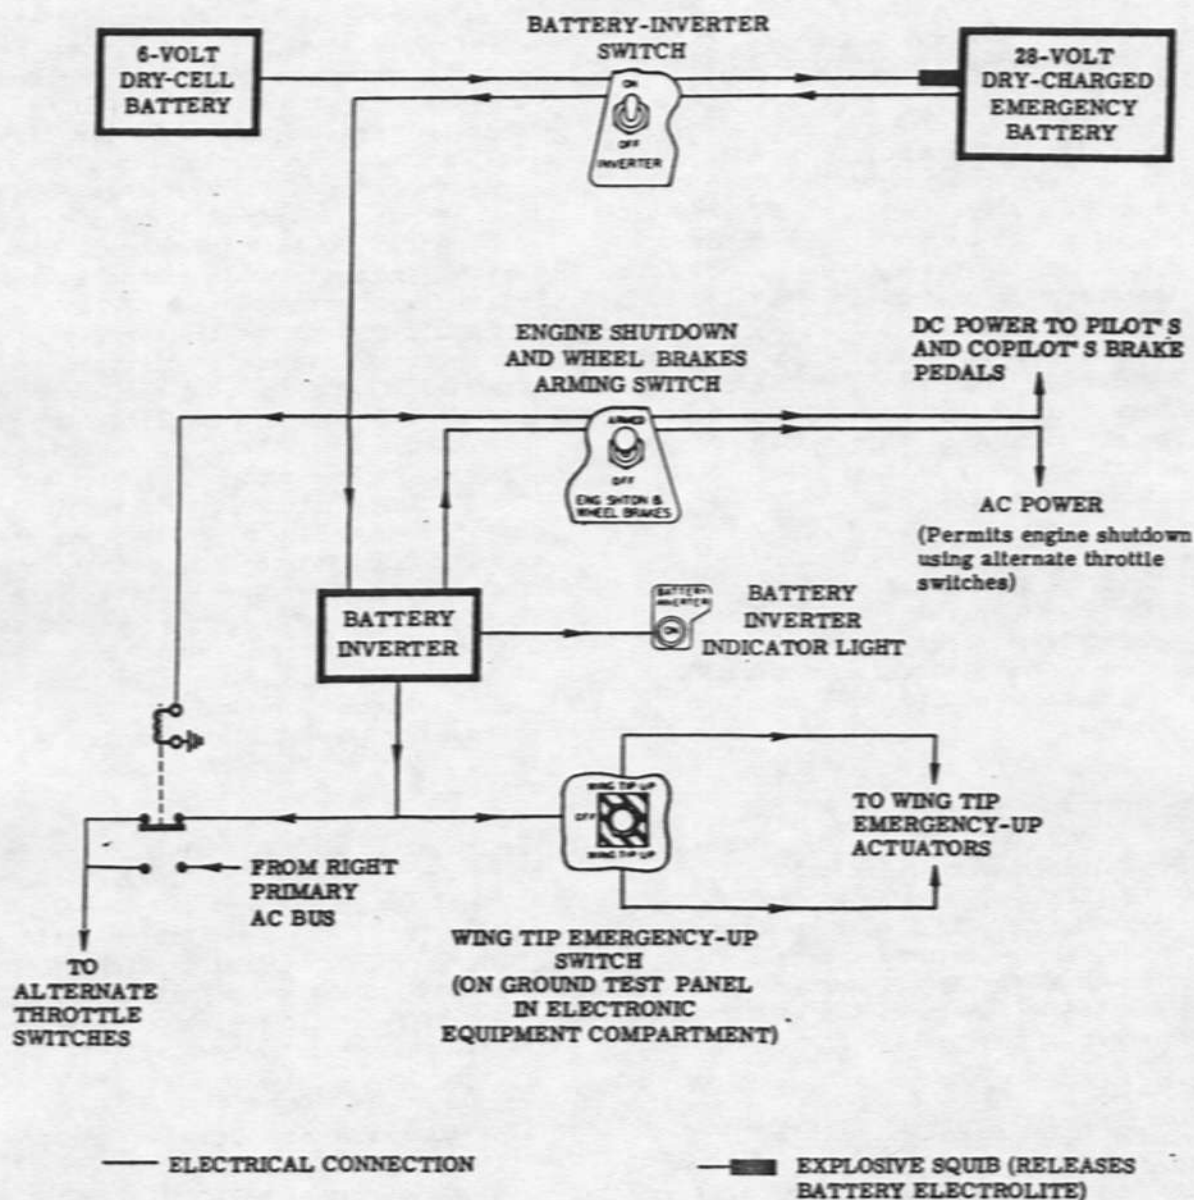 BATTERY-INVERTER
SWITCH
6-VOLT
DRY-CELL
BATTERY
28-VOLT
DRY-CHARGED
EMERGENCY
BATTERY
ON
OFF
INVERTER
ENGINE SHUTDOWN
AND WHEEL BRAKES
ARMING SWITCH
DC POWER TO PILOT'S
AND COPILOT'S BRAKE
PEDALS
ARMED
OFF
ENG SHTDN &
WHEEL BRAKES
AC POWER
(Permits engine shutdown
using alternate throttle
switches)
BATTERY
INVERTER
BATTERY
INVERTER
ON
BATTERY
INVERTER
INDICATOR LIGHT
WING TIP UP
OFF
WING TIP UP
TO WING TIP
EMERGENCY-UP
ACTUATORS
FROM RIGHT
PRIMARY
AC BUS
WING TIP EMERGENCY-UP
SWITCH
(ON GROUND TEST PANEL
IN ELECTRONIC
EQUIPMENT COMPARTMENT)
TO
ALTERNATE
THROTTLE
SWITCHES
ELECTRICAL CONNECTION
EXPLOSIVE SQUIB (RELEASES
BATTERY ELECTROLITE)